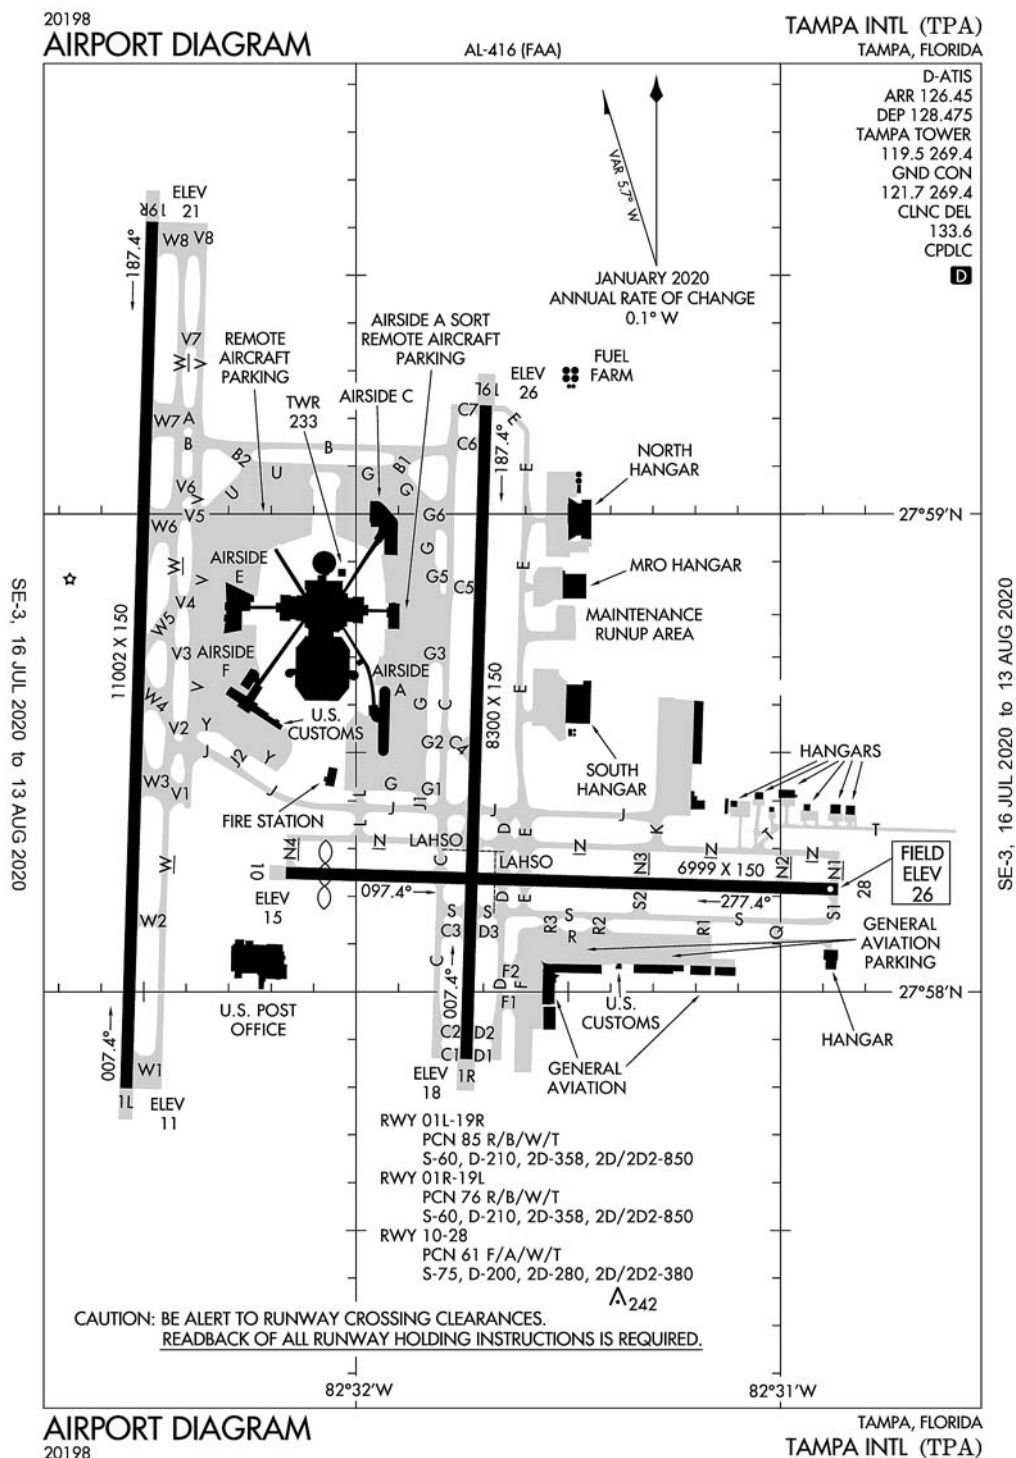 20198
AIRPORT DIAGRAM
AL-416 (FAA)
TAMPA INTL (TPA)
TAMPA, FLORIDA
D-ATIS
ARR 126.45
DEP 128.475
TAMPA TOWER
119.5 269.4
GND CON
121.7 269.4
CLNC DEL
133.6
CPDLC
D
VAR 5.7° W
JANUARY 2020
ANNUAL RATE OF CHANGE
0.1° W
ELEV
21
19R
187.4°
W8 V8
V7
W
V
W7 A
B
REMOTE
AIRCRAFT
PARKING
AIRSIDE A SORT
REMOTE AIRCRAFT
PARKING
TWR
233
AIRSIDE C
ELEV
26
19L
FUEL
FARM
C7
E
C6
187.4°
B
B2
U
U
G
B1
G
E
NORTH
HANGAR
V6
V
V5
W6
G6
27°59'N
AIRSIDE
E
W
V
V4
W5
G
G5
C5
E
MRO HANGAR
MAINTENANCE
RUNUP AREA
11002 X 150
V3
AIRSIDE
F
V
W4
V2
Y
J
J2
Y
AIRSIDE
A
G3
G
C
8300 X 150
E
U.S.
CUSTOMS
G2
C4
SOUTH
HANGAR
HANGARS
W3
V1
J
FIRE STATION
L
G
G1
J
J1
J
L
D
E
J
K
T
T
N4
N
LAHSO
LAHSO
N
N3
N
N2
N1
10
C
6999 X 150
FIELD
ELEV
26
28
W
ELEV
15
097.4°
D
E
S2
277.4°
S1
W2
S
S
C3
D3
R3
S
R
R2
R1
S
Q
GENERAL
AVIATION
PARKING
C
007.4°
D
F2
F
F1
U.S. POST
OFFICE
U.S.
CUSTOMS
27°58'N
HANGAR
007.4°
C2
D2
W1
C1
D1
GENERAL
AVIATION
1L
ELEV
11
ELEV
18
1R
RWY 01L-19R
PCN 85 R/B/W/T
S-60, D-210, 2D-358, 2D/2D2-850
RWY 01R-19L
PCN 76 R/B/W/T
S-60, D-210, 2D-358, 2D/2D2-850
RWY 10-28
PCN 61 F/A/W/T
S-75, D-200, 2D-280, 2D/2D2-380
242
CAUTION: BE ALERT TO RUNWAY CROSSING CLEARANCES.
READBACK OF ALL RUNWAY HOLDING INSTRUCTIONS IS REQUIRED.
82°32'W
82°31'W
SE-3, 16 JUL 2020 to 13 AUG 2020
SE-3, 16 JUL 2020 to 13 AUG 2020
AIRPORT DIAGRAM
20198
TAMPA, FLORIDA
TAMPA INTL (TPA)